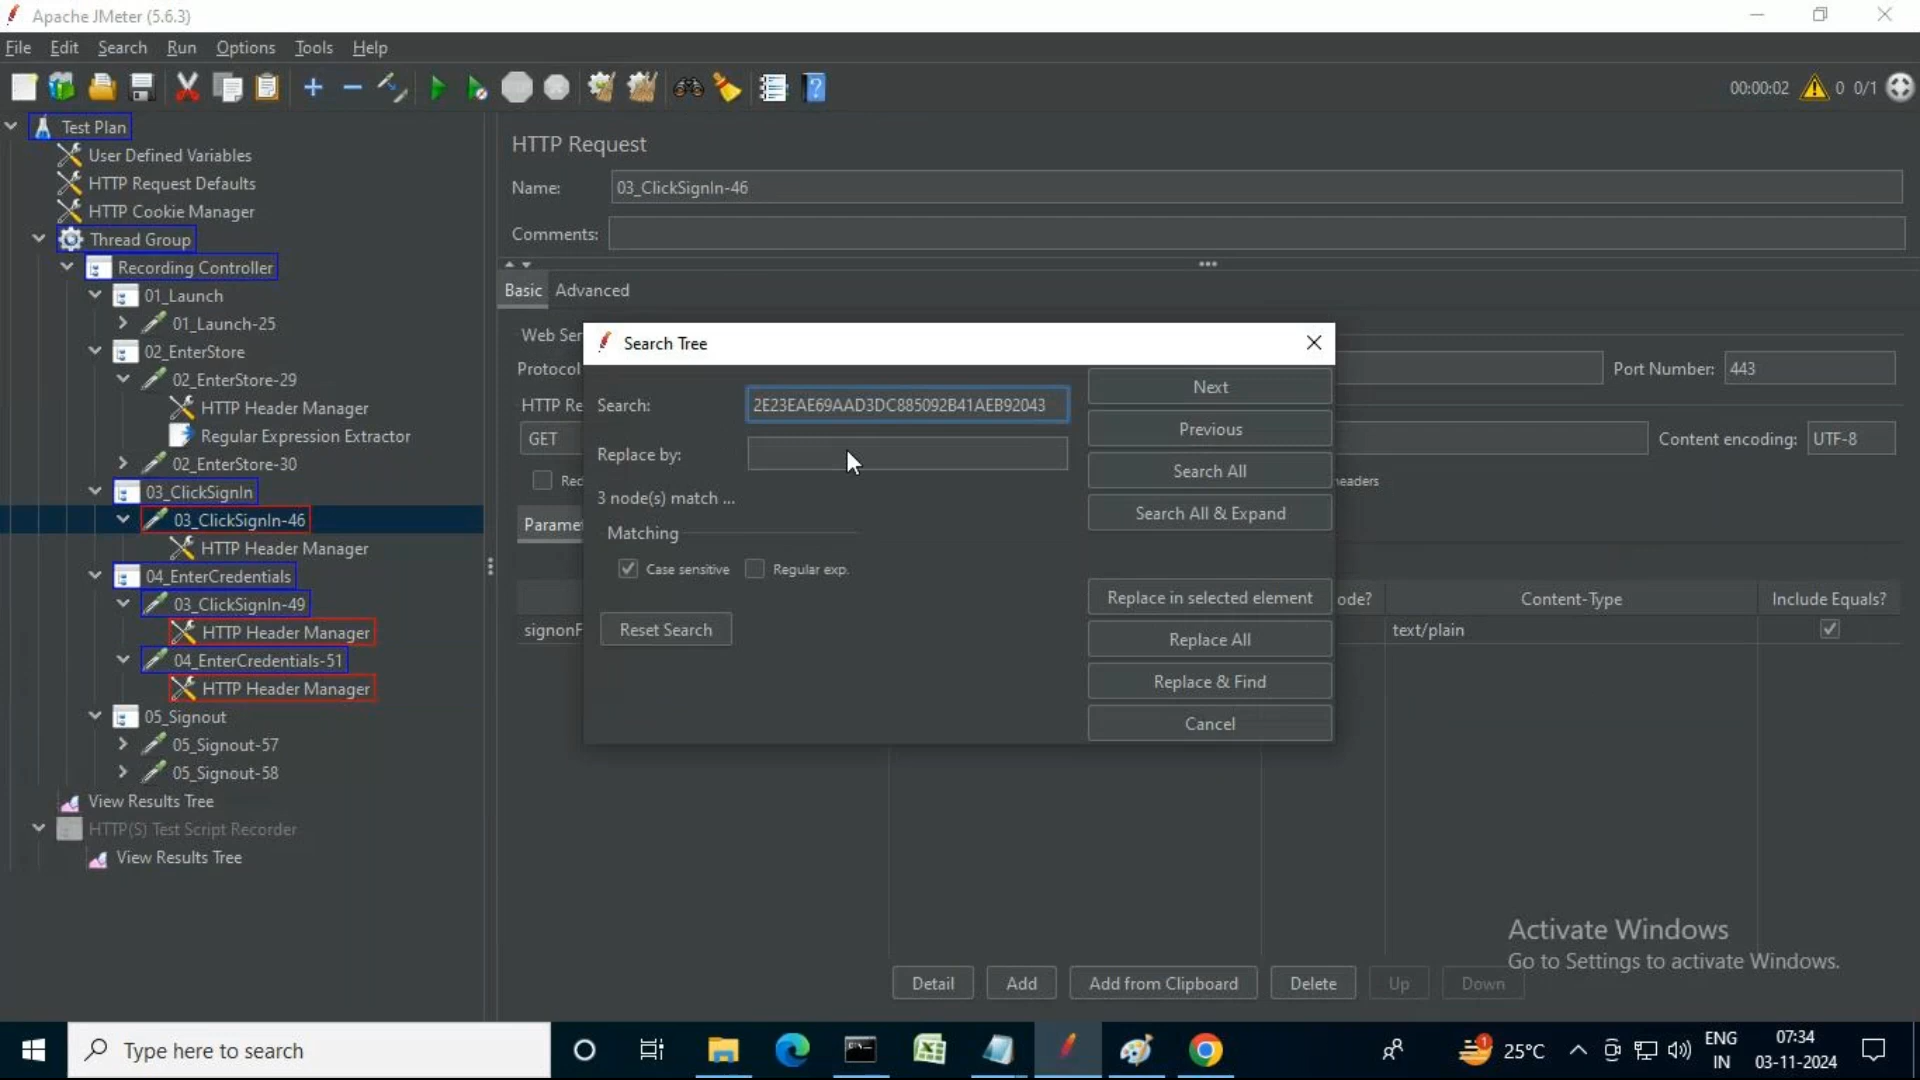 Apache JMeter (5.6.3)
File Edit Search Run Options Tools Help
00:00:02 0 0/1
Test Plan
User Defined Variables
HTTP Request Defaults
HTTP Cookie Manager
Thread Group
Recording Controller
01_Launch
01_Launch-25
02_EnterStore
02_EnterStore-29
HTTP Header Manager
Regular Expression Extractor
02_EnterStore-30
03_ClickSignIn
03_ClickSignIn-46
HTTP Header Manager
04_EnterCredentials
03_ClickSignIn-49
HTTP Header Manager
04_EnterCredentials-51
HTTP Header Manager
05_Signout
05_Signout-57
05_Signout-58
View Results Tree
HTTP(S) Test Script Recorder
View Results Tree
HTTP Request
Name: 03_ClickSignIn-46
Comments:
Basic Advanced
Web Ser
Protocol
Port Number: 443
HTTP Re
GET
Content encoding: UTF-8
Red
eaders
Parame
ode? Content-Type Include Equals?
signonF text/plain
Search Tree
Search: 2E23EAE69AAD3DC885092B41AEB92043
Replace by:
3 node(s) match ...
Matching
Case sensitive Regular exp.
Reset Search
Next
Previous
Search All
Search All & Expand
Replace in selected element
Replace All
Replace & Find
Cancel
Detail Add Add from Clipboard Delete Up Down
Activate Windows
Go to Settings to activate Windows.
Type here to search
1
25°C
ENG
IN
07:34
03-11-2024